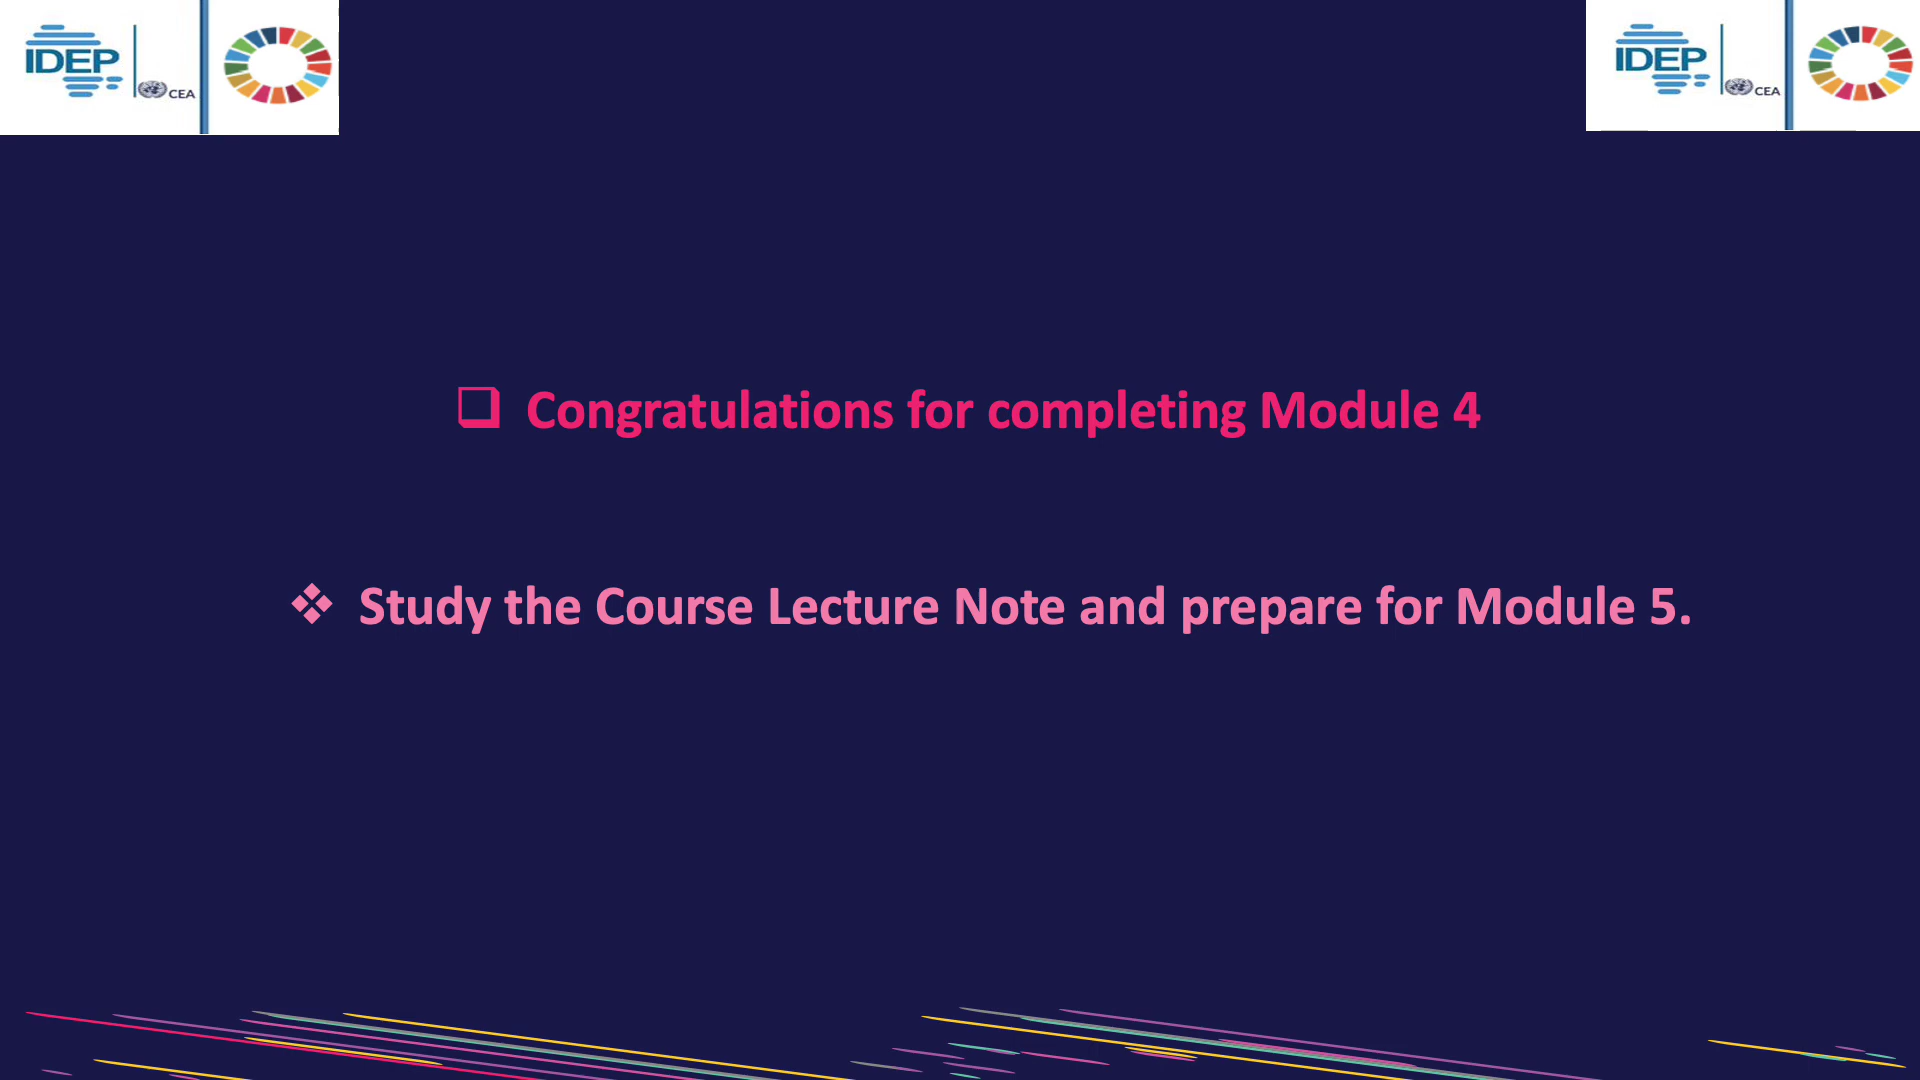 IDEP
CEA
IDEP
CEA
Congratulations for completing Module 4
Study the Course Lecture Note and prepare for Module 5.